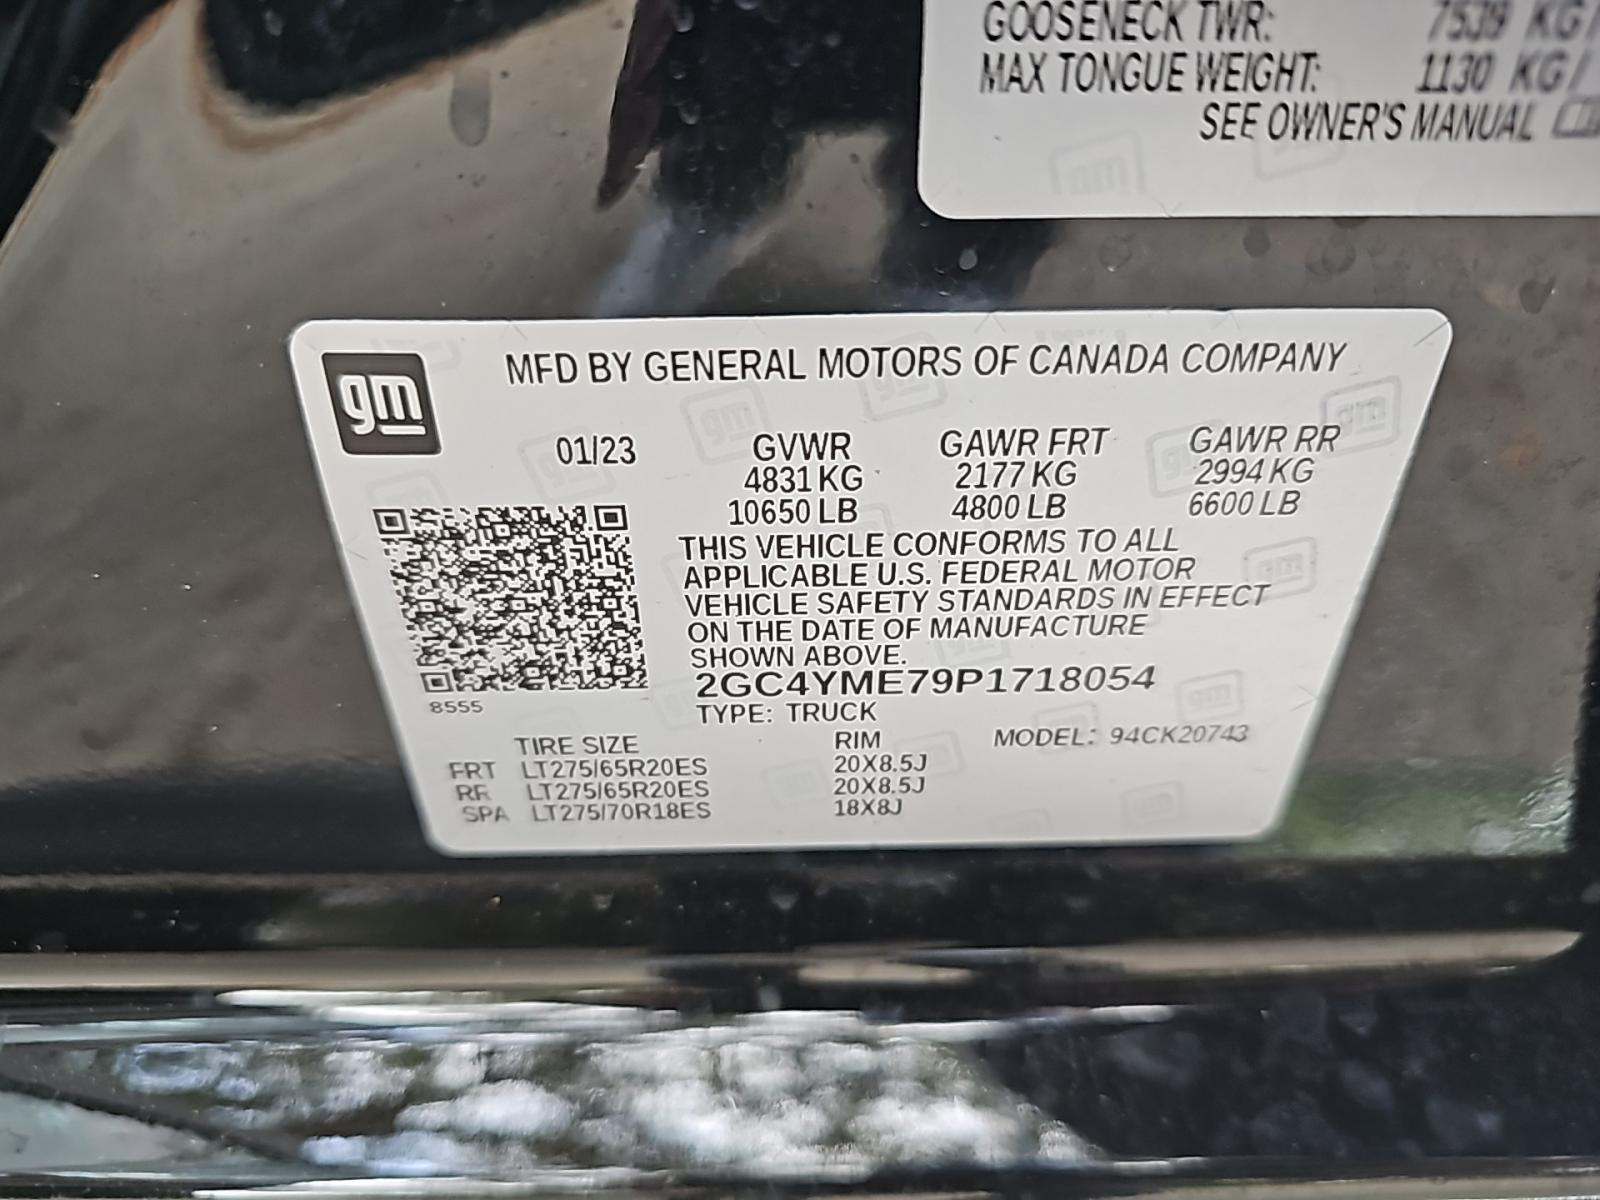 GOOSENECK TWR: 7539 KG/
MAX TONGUE WEIGHT: 1130 KG/
SEE OWNER'S MANUAL
gm
MFD BY GENERAL MOTORS OF CANADA COMPANY
01/23 GVWR GAWR FRT GAWR RR
4831 KG 2177 KG 2994 KG
10650 LB 4800 LB 6600 LB
THIS VEHICLE CONFORMS TO ALL
APPLICABLE U.S. FEDERAL MOTOR
VEHICLE SAFETY STANDARDS IN EFFECT
ON THE DATE OF MANUFACTURE
SHOWN ABOVE.
2GC4YME79P1718054
8555
TYPE: TRUCK
TIRE SIZE RIM MODEL: 94CK20743
FRT LT275/65R20ES 20X8.5J
RR LT275/65R20ES 20X8.5J
SPA LT275/70R18ES 18X8J